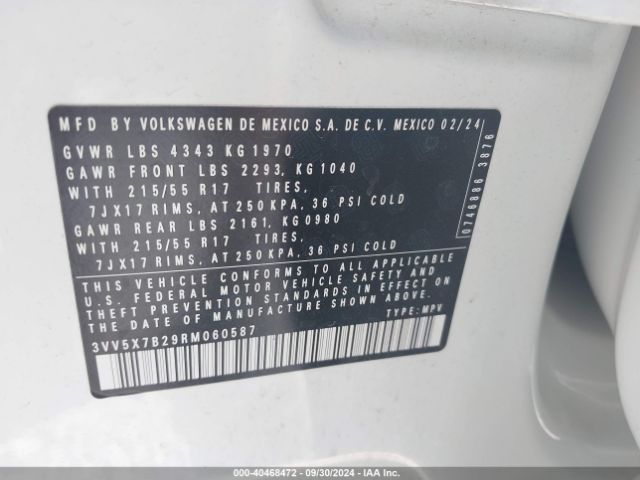 MFD BY VOLKSWAGEN DE MEXICO S.A. DE C.V. MEXICO 02/24
GVWR LBS 4343 KG1970
GAWR FRONT LBS 2293, KG1040
WITH 215/55 R17 TIRES,
7JX17 RIMS, AT 250KPA, 36 PSI COLD
GAWR REAR LBS 2161, KG0980
WITH 215/55 R17 TIRES,
7JX17 RIMS, AT 250KPA, 36 PSI COLD
THIS VEHICLE CONFORMS TO ALL APPLICABLE
U.S. FEDERAL MOTOR VEHICLE SAFETY AND
THEFT PREVENTION STANDARDS IN EFFECT ON
THE DATE OF MANUFACTURE SHOWN ABOVE.
3VV5X7B29RM060587 TYPE: MPV
0746886 3876
000-40468472 - 09/30/2024 - IAA Inc.